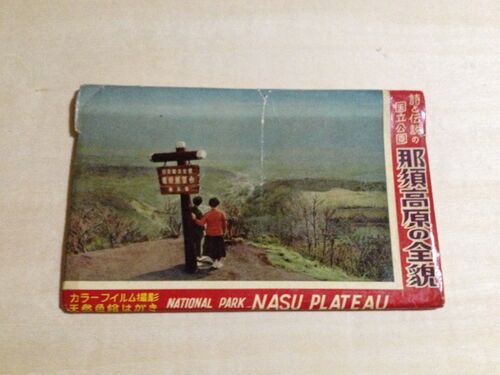 詩と伝説の
国立公園
那須高原の全貌
カラーフイルム撮影
天然色絵はがき
NATIONAL PARK NASU PLATEAU